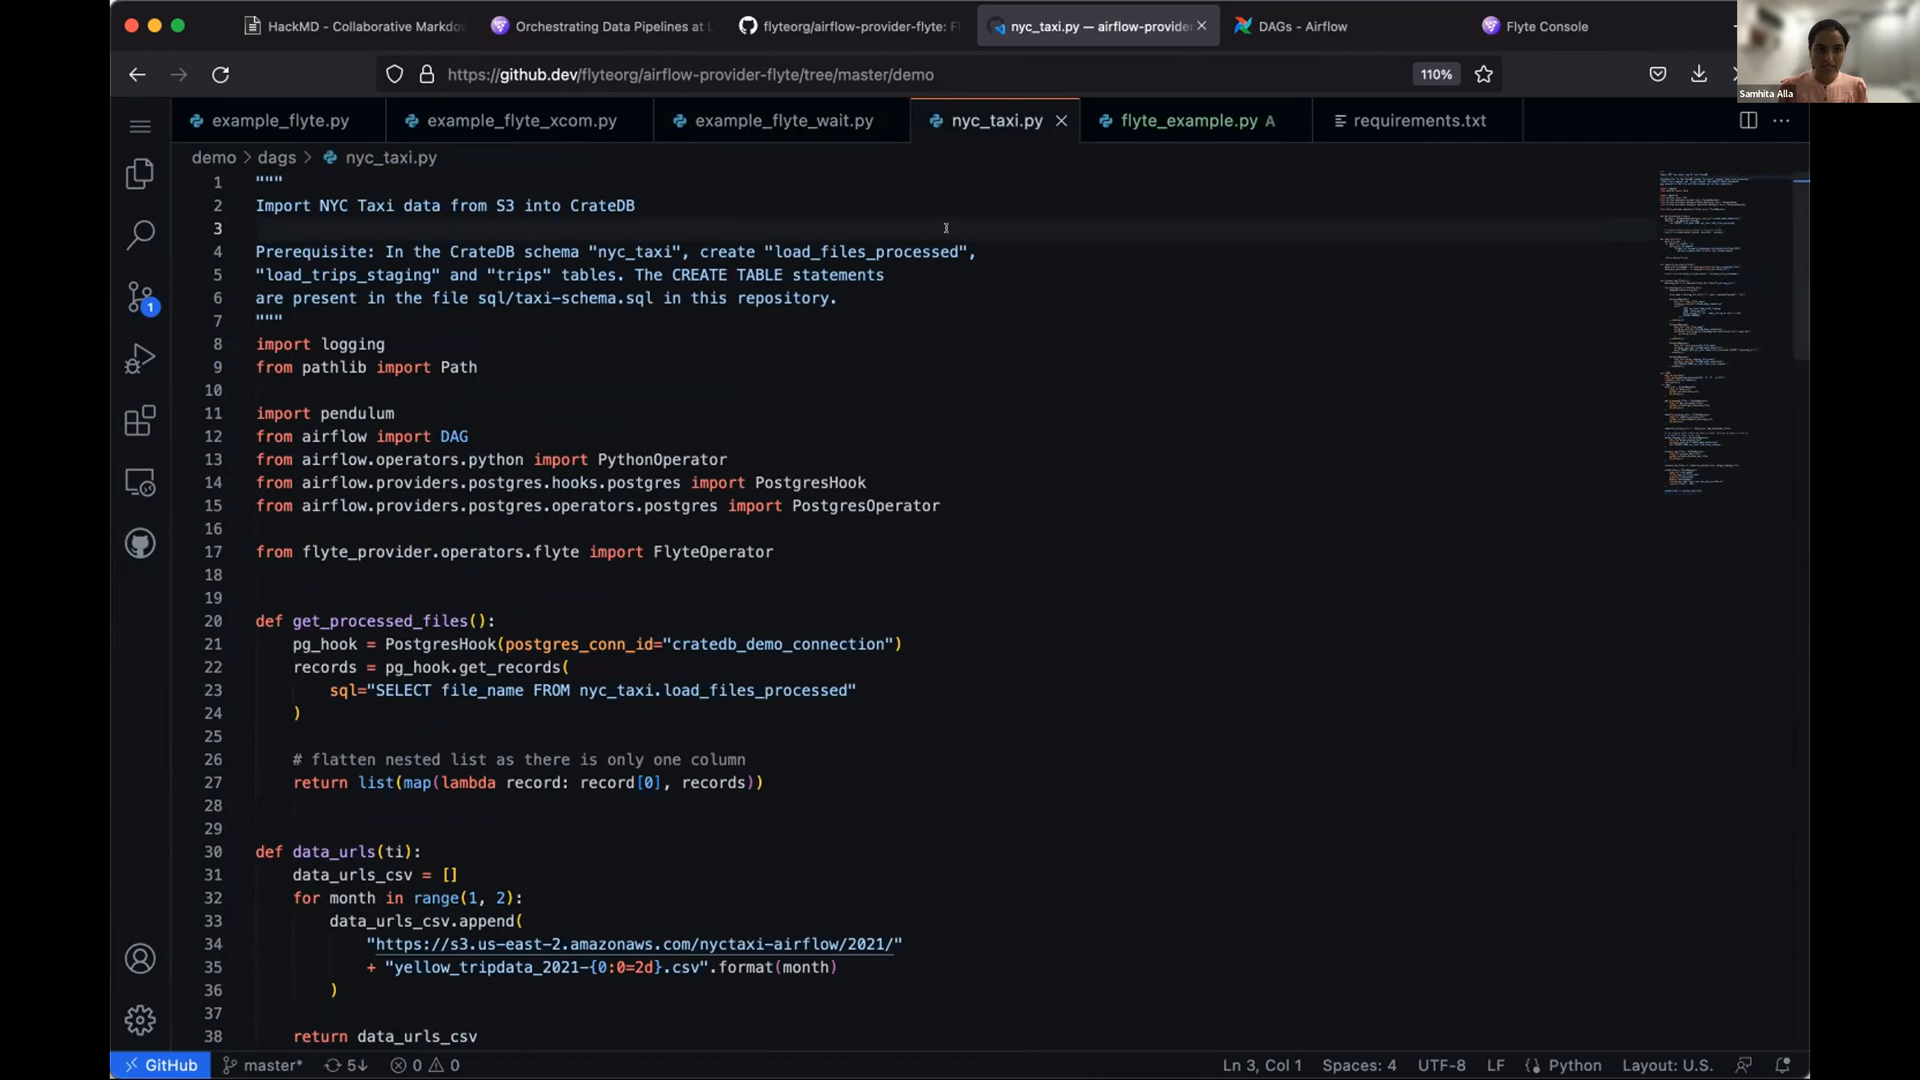 HackMD - Collaborative Markdow
Orchestrating Data Pipelines at L
flyteorg/airflow-provider-flyte: F
nyc_taxi.py — airflow-provider
DAGs - Airflow
Flyte Console
https://github.dev/flyteorg/airflow-provider-flyte/tree/master/demo
110%
Samhita Alla
example_flyte.py
example_flyte_xcom.py
example_flyte_wait.py
nyc_taxi.py
flyte_example.py A
requirements.txt
demo > dags > nyc_taxi.py
1 """
2 Import NYC Taxi data from S3 into CrateDB
3
4 Prerequisite: In the CrateDB schema "nyc_taxi", create "load_files_processed",
5 "load_trips_staging" and "trips" tables. The CREATE TABLE statements
6 are present in the file sql/taxi-schema.sql in this repository.
7 """
8 import logging
9 from pathlib import Path
10
11 import pendulum
12 from airflow import DAG
13 from airflow.operators.python import PythonOperator
14 from airflow.providers.postgres.hooks.postgres import PostgresHook
15 from airflow.providers.postgres.operators.postgres import PostgresOperator
16
17 from flyte_provider.operators.flyte import FlyteOperator
18
19
20 def get_processed_files():
21 pg_hook = PostgresHook(postgres_conn_id="cratedb_demo_connection")
22 records = pg_hook.get_records(
23 sql="SELECT file_name FROM nyc_taxi.load_files_processed"
24 )
25
26 # flatten nested list as there is only one column
27 return list(map(lambda record: record[0], records))
28
29
30 def data_urls(ti):
31 data_urls_csv = []
32 for month in range(1, 2):
33 data_urls_csv.append(
34 "https://s3.us-east-2.amazonaws.com/nyctaxi-airflow/2021/"
35 + "yellow_tripdata_2021-{0:0=2d}.csv".format(month)
36 )
37
38 return data_urls_csv
1
GitHub
master*
5↓
0
0
Ln 3, Col 1
Spaces: 4
UTF-8
LF
Python
Layout: U.S.